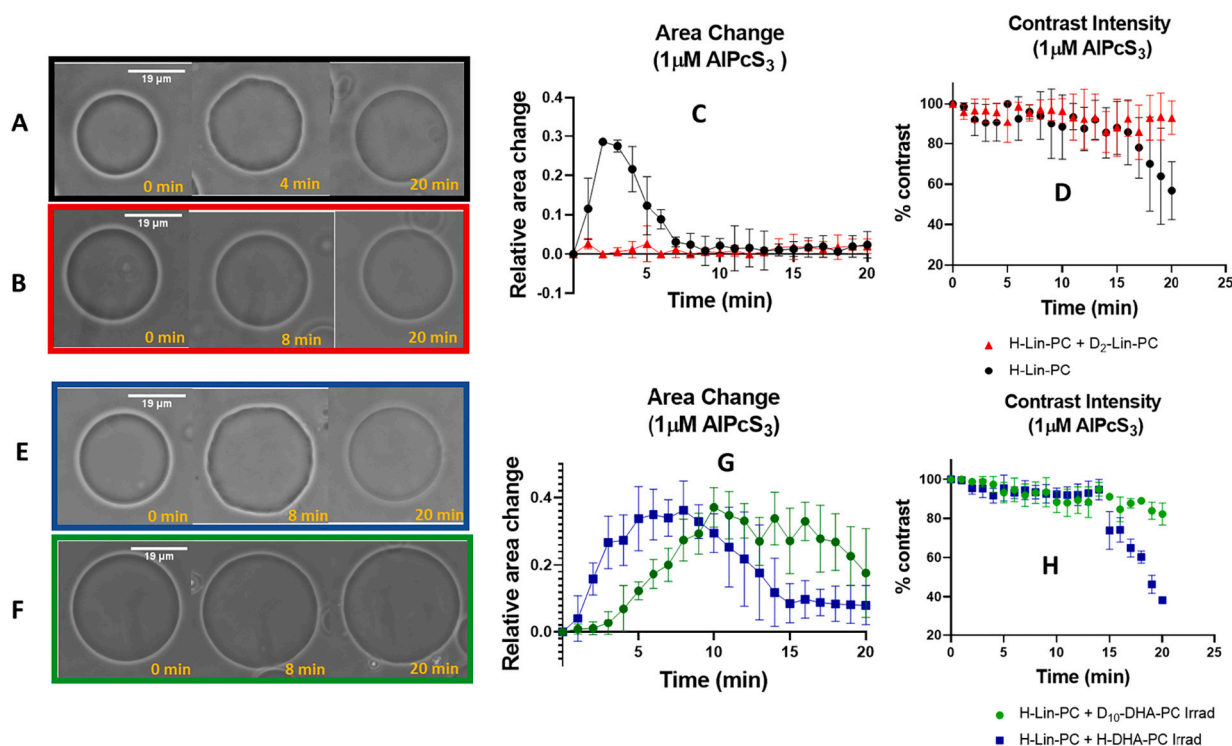 A
19 µm
0 min
4 min
20 min
B
19 µm
0 min
8 min
20 min
Area Change
(1µM AlPcS₃ )
C
Relative area change
0.4
0.3
0.2
0.1
0.0
-0.1
5
10
15
20
Time (min)
Contrast Intensity
(1µM AlPcS₃)
D
% contrast
100
80
60
40
20
0
5
10
15
20
25
Time (min)
H-Lin-PC + D₂-Lin-PC
H-Lin-PC
E
19 µm
0 min
8 min
20 min
F
19 µm
0 min
8 min
20 min
Area Change
(1µM AlPcS₃)
G
Relative area change
0.4
0.2
0.0
5
10
15
20
Time (min)
Contrast Intensity
(1µM AlPcS₃)
H
% contrast
100
80
60
40
20
0
5
10
15
20
25
Time (min)
H-Lin-PC + D₁₀-DHA-PC Irrad
H-Lin-PC + H-DHA-PC Irrad